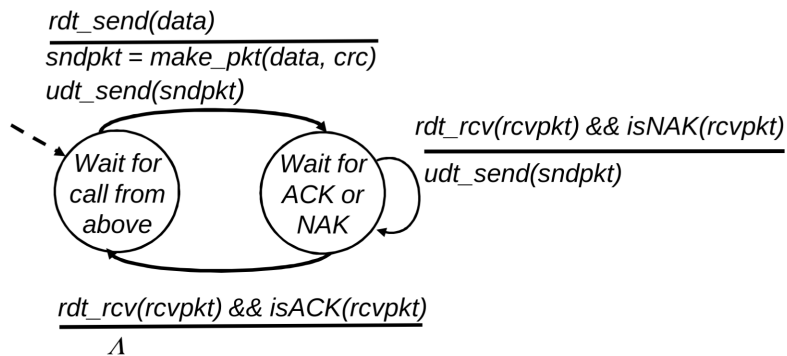 rdt_send(data)
sndpkt = make_pkt(data, crc)
udt_send(sndpkt)
rdt_rcv(rcvpkt) && isNAK(rcvpkt)
udt_send(sndpkt)
Wait for
call from
above
Wait for
ACK or
NAK
rdt_rcv(rcvpkt) && isACK(rcvpkt)
Λ